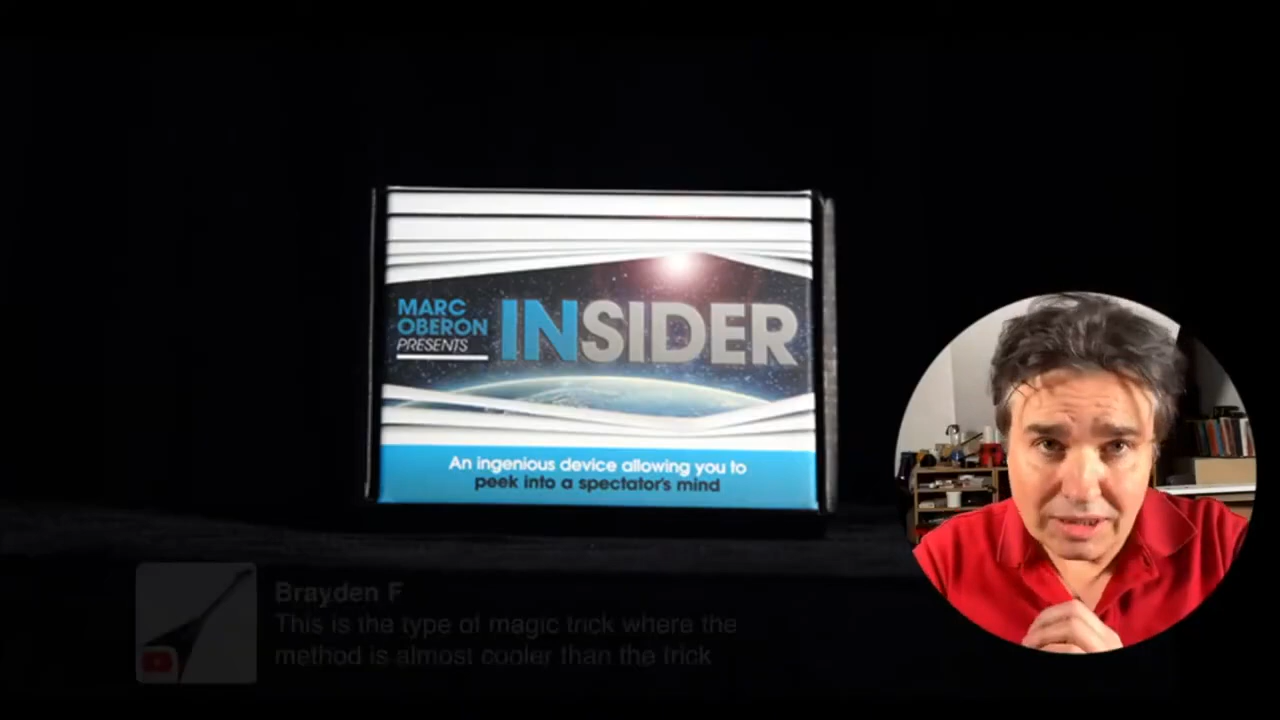 MARC
OBERON
PRESENTS
INSIDER
An ingenious device allowing you to
peek into a spectator's mind
Brayden F
This is the type of magic trick where the
method is almost cooler than the trick